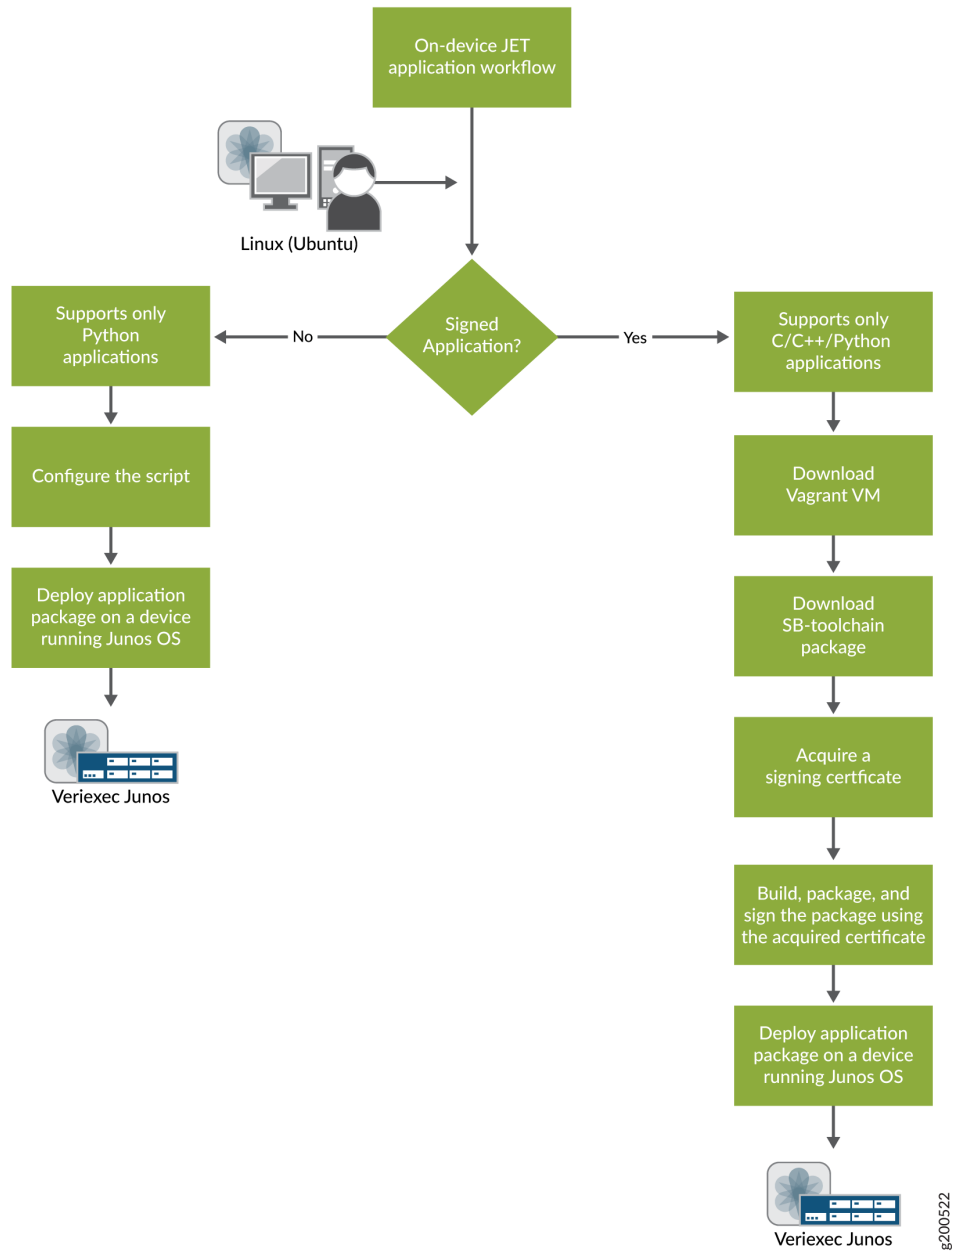 On-device JET
application workflow
Linux (Ubuntu)
Signed
Application?
No
Yes
Supports only
Python
applications
Configure the script
Deploy application
package on a device
running Junos OS
Veriexec Junos
Supports only
C/C++/Python
applications
Download
Vagrant VM
Download
SB-toolchain
package
Acquire a
signing certficate
Build, package, and
sign the package using
the acquired certificate
Deploy application
package on a device
running Junos OS
Veriexec Junos
g200522